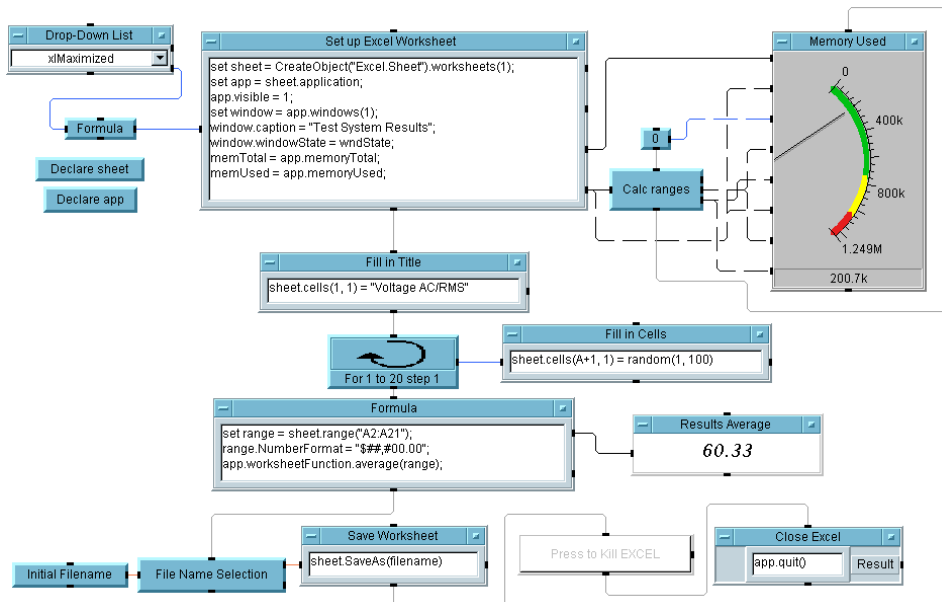 Drop-Down List
xlMaximized
Formula
Declare sheet
Declare app
Set up Excel Worksheet
set sheet = CreateObject("Excel.Sheet").worksheets(1);
set app = sheet.application;
app.visible = 1;
set window = app.windows(1);
window.caption = "Test System Results";
window.windowState = wndState;
memTotal = app.memoryTotal;
memUsed = app.memoryUsed;
0
Calc ranges
Memory Used
0
400k
800k
1.249M
200.7k
Fill in Title
sheet.cells(1, 1) = "Voltage AC/RMS"
For 1 to 20 step 1
Fill in Cells
sheet.cells(A+1, 1) = random(1, 100)
Formula
set range = sheet.range("A2:A21");
range.NumberFormat = "$##,#00.00";
app.worksheetFunction.average(range);
Results Average
60.33
Initial Filename
File Name Selection
Save Worksheet
sheet.SaveAs(filename)
Press to Kill EXCEL
Close Excel
app.quit()
Result